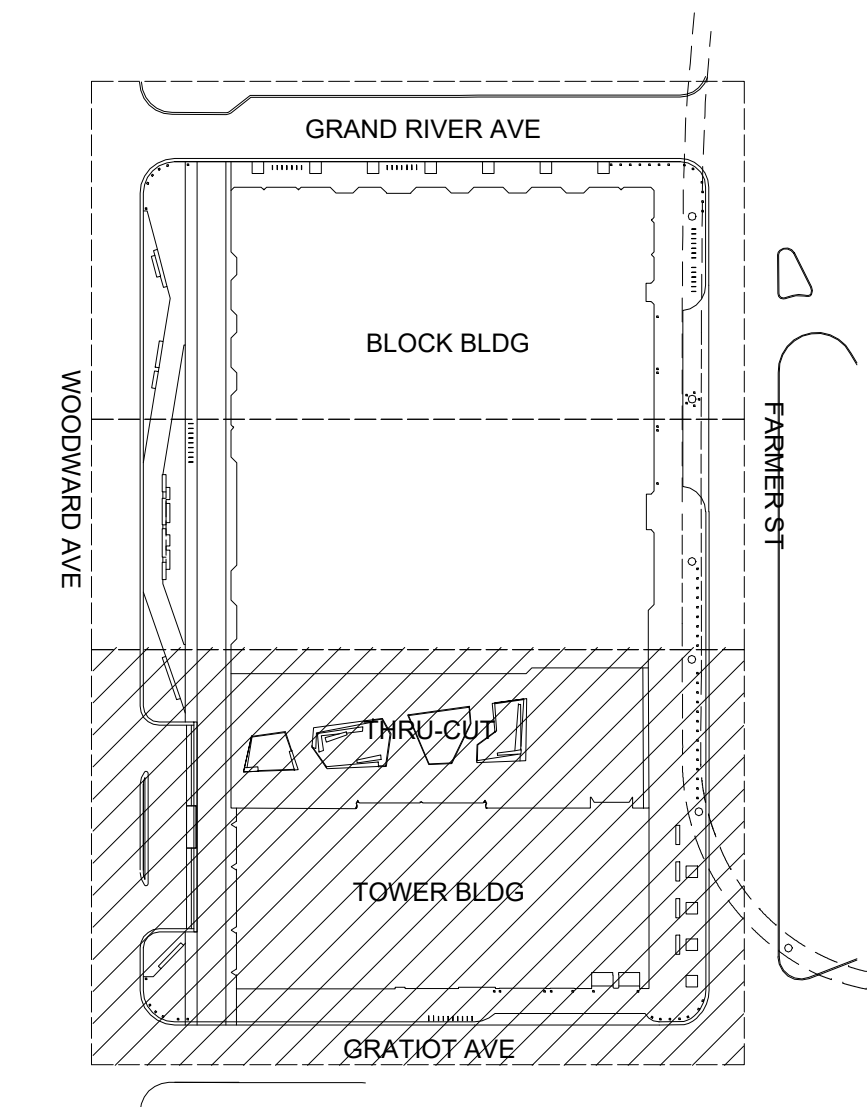 GRAND RIVER AVE
BLOCK BLDG
WOODWARD AVE
FARMER ST
THRU-CUT
TOWER BLDG
GRATIOT AVE